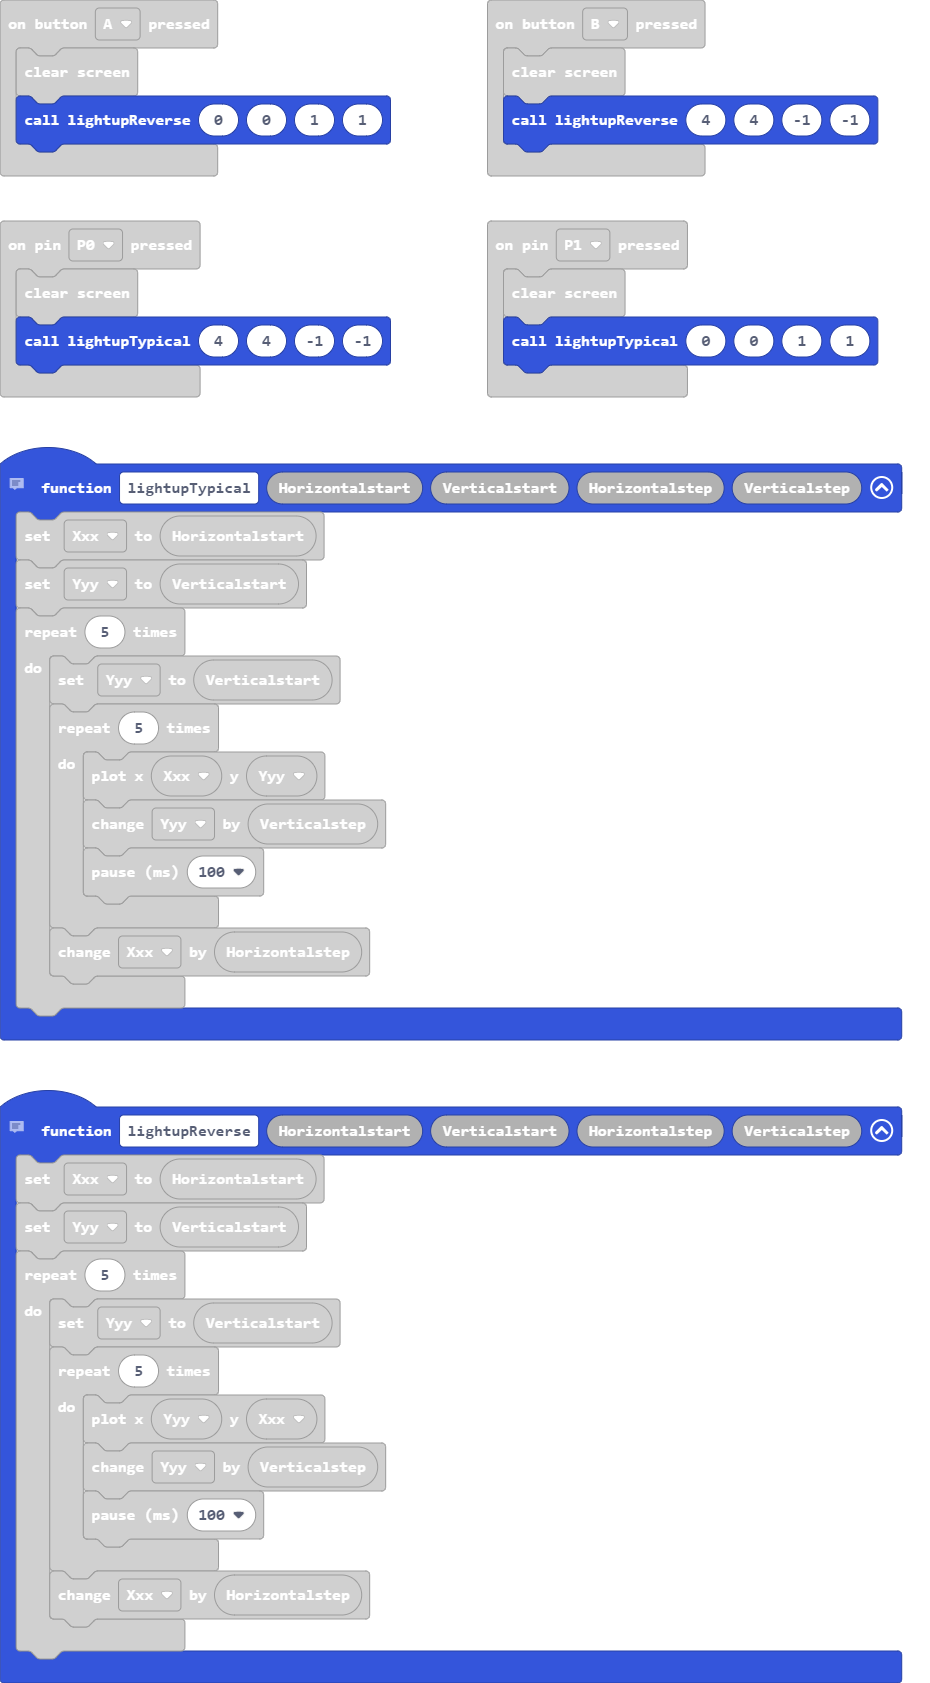 on button A pressed
clear screen
call lightupReverse 0 0 1 1
on button B pressed
clear screen
call lightupReverse 4 4 -1 -1
on pin P0 pressed
clear screen
call lightupTypical 4 4 -1 -1
on pin P1 pressed
clear screen
call lightupTypical 0 0 1 1
function lightupTypical Horizontalstart Verticalstart Horizontalstep Verticalstep
set Xxx to Horizontalstart
set Yyy to Verticalstart
repeat 5 times
do
set Yyy to Verticalstart
repeat 5 times
do
plot x Xxx y Yyy
change Yyy by Verticalstep
pause (ms) 100
change Xxx by Horizontalstep
function lightupReverse Horizontalstart Verticalstart Horizontalstep Verticalstep
set Xxx to Horizontalstart
set Yyy to Verticalstart
repeat 5 times
do
set Yyy to Verticalstart
repeat 5 times
do
plot x Yyy y Xxx
change Yyy by Verticalstep
pause (ms) 100
change Xxx by Horizontalstep